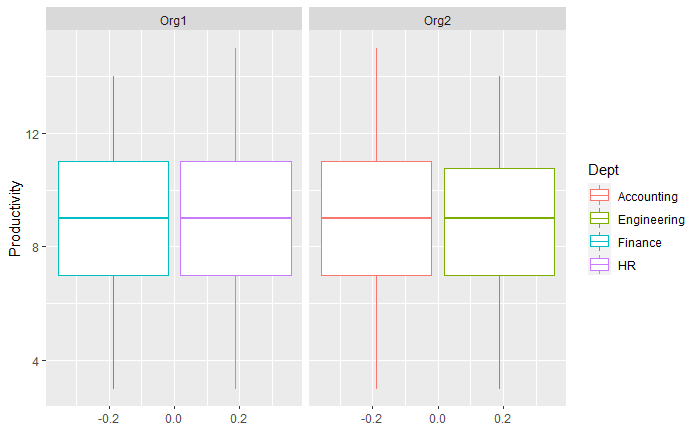 Org1
Org2
12
8
4
Productivity
-0.2
0.0
0.2
-0.2
0.0
0.2
Dept
Accounting
Engineering
Finance
HR